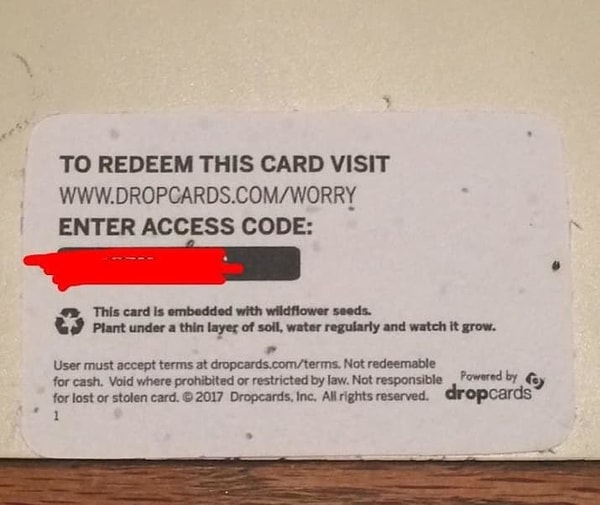 TO REDEEM THIS CARD VISIT
WWW.DROPCARDS.COM/WORRY
ENTER ACCESS CODE:
This card is embedded with wildflower seeds.
Plant under a thin layer of soil, water regularly and watch it grow.
User must accept terms at dropcards.com/terms. Not redeemable
for cash. Void where prohibited or restricted by law. Not responsible
for lost or stolen card. © 2017 Dropcards, Inc. All rights reserved.
1
Powered by
dropcards